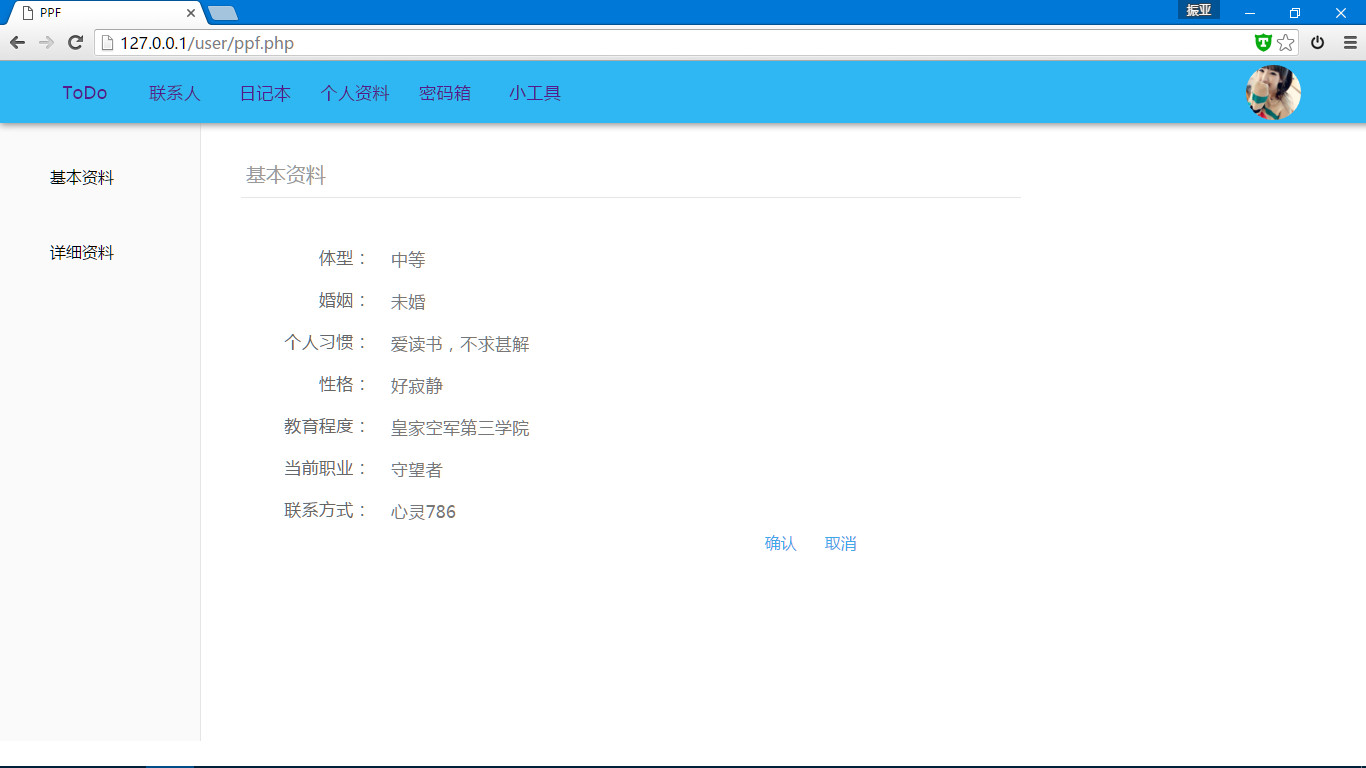 PPF
振亚
127.0.0.1/user/ppf.php
ToDo 联系人 日记本 个人资料 密码箱 小工具
基本资料
详细资料
基本资料
体型： 中等
婚姻： 未婚
个人习惯： 爱读书，不求甚解
性格： 好寂静
教育程度： 皇家空军第三学院
当前职业： 守望者
联系方式： 心灵786
确认 取消